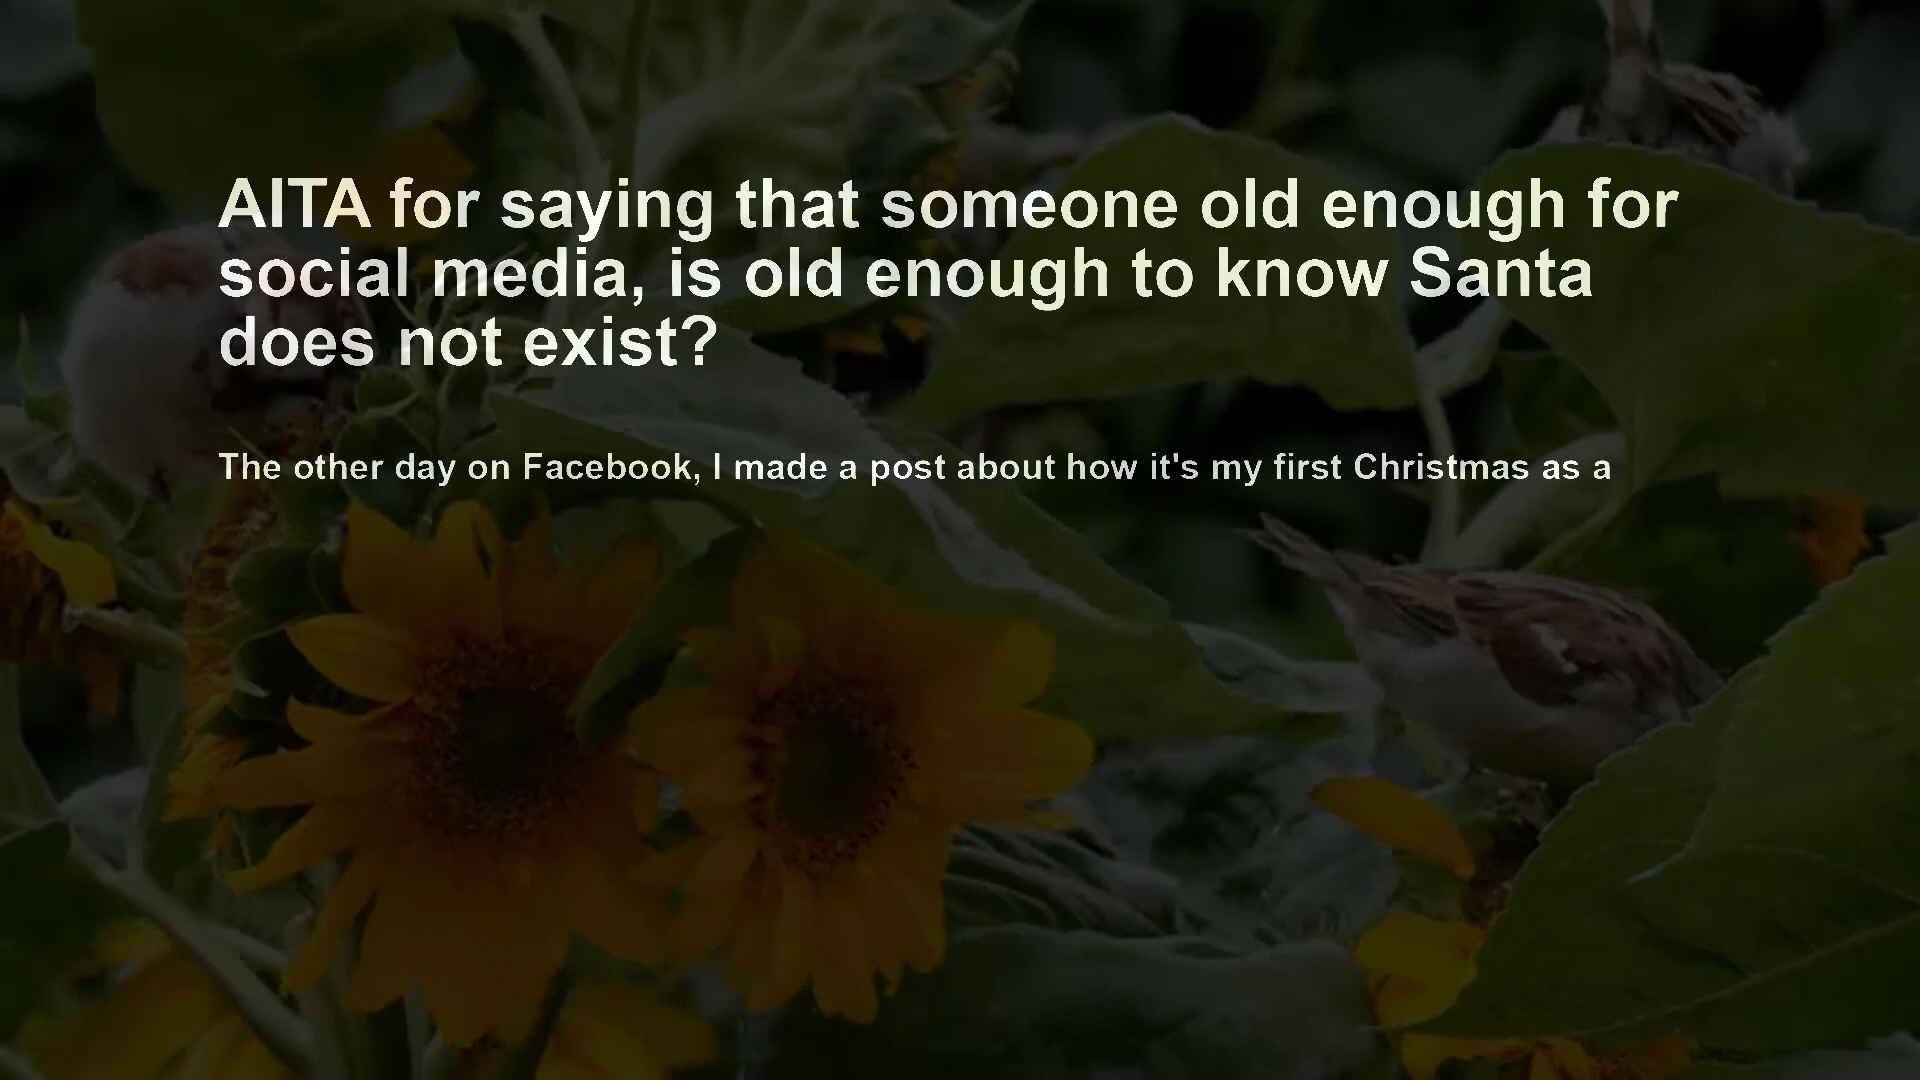 AITA for saying that someone old enough for
social media, is old enough to know Santa
does not exist?
The other day on Facebook, I made a post about how it's my first Christmas as a